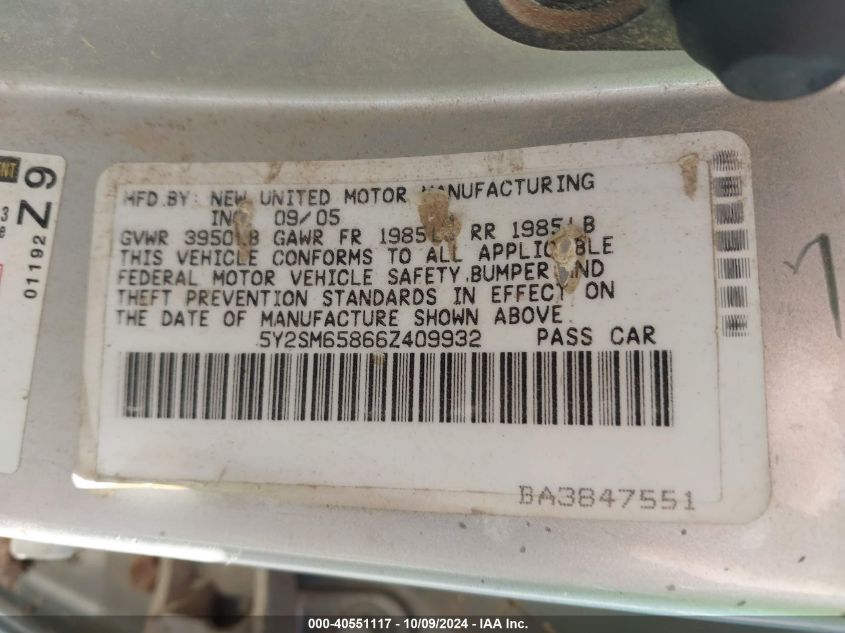 MFD.BY: NEW UNITED MOTOR MANUFACTURING
INC 09/05
GVWR 3950LB GAWR FR 1985LB RR 1985LB
THIS VEHICLE CONFORMS TO ALL APPLICABLE
FEDERAL MOTOR VEHICLE SAFETY.BUMPER AND
THEFT PREVENTION STANDARDS IN EFFECT ON
THE DATE OF MANUFACTURE SHOWN ABOVE.
5Y2SM65866Z409932 PASS CAR
BA3847551
01192
Z9
000-40551117 - 10/09/2024 - IAA Inc.